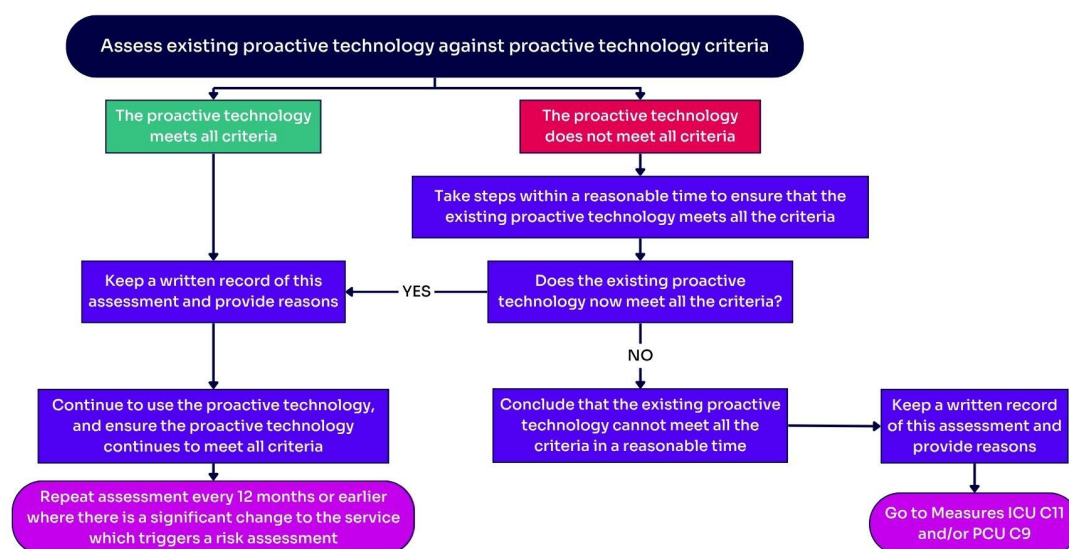 Assess existing proactive technology against proactive technology criteria
The proactive technology
meets all criteria
The proactive technology
does not meet all criteria
Take steps within a reasonable time to ensure that the
existing proactive technology meets all the criteria
Keep a written record of this
assessment and provide reasons
YES
Does the existing proactive
technology now meet all the criteria?
NO
Continue to use the proactive technology,
and ensure the proactive technology
continues to meet all criteria
Conclude that the existing proactive
technology cannot meet all the
criteria in a reasonable time
Keep a written record
of this assessment and
provide reasons
Repeat assessment every 12 months or earlier
where there is a significant change to the service
which triggers a risk assessment
Go to Measures ICU C11
and/or PCU C9